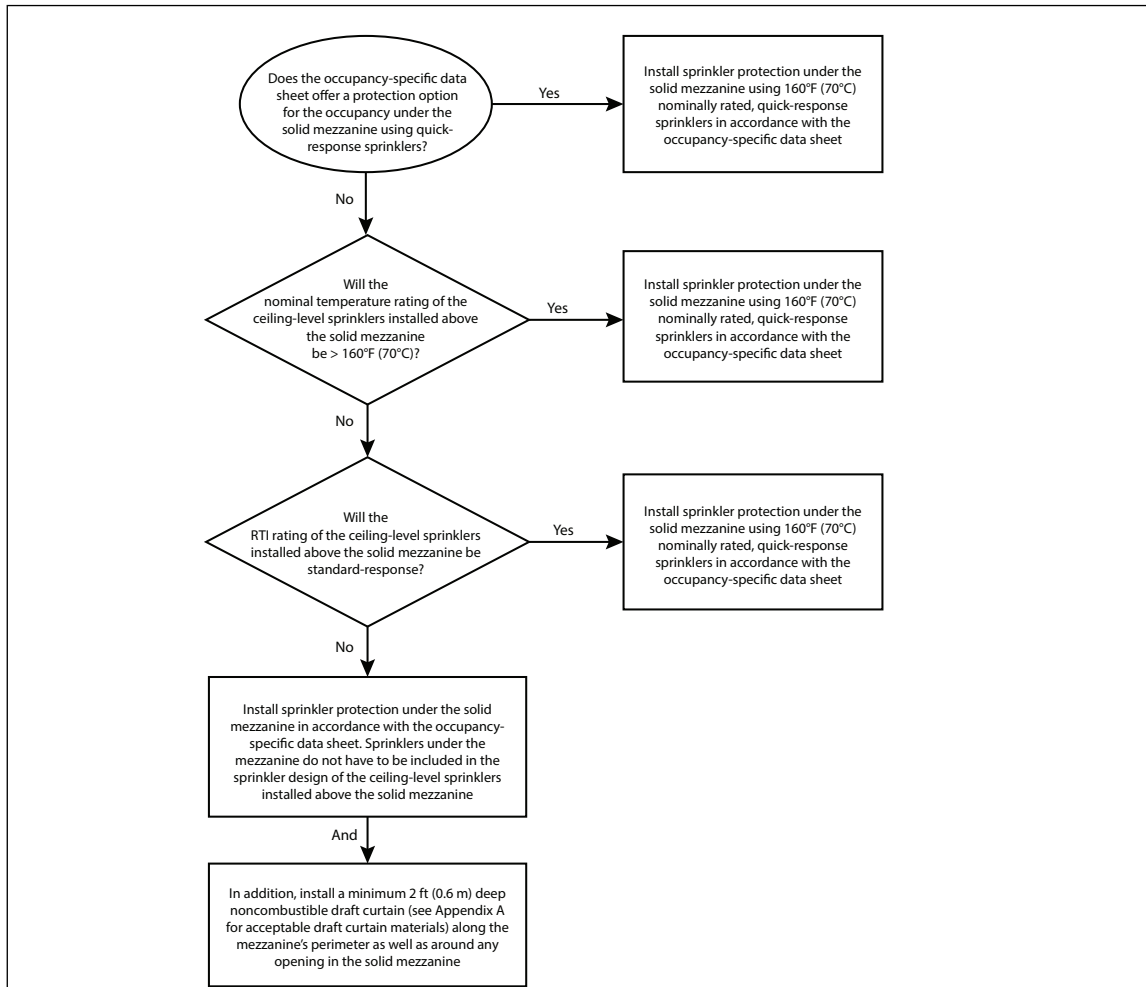 Does the occupancy-specific data
sheet offer a protection option
for the occupancy under the
solid mezzanine using quick-
response sprinklers?
Yes
Install sprinkler protection under the
solid mezzanine using 160°F (70°C)
nominally rated, quick-response
sprinklers in accordance with the
occupancy-specific data sheet
No
Will the
nominal temperature rating of the
ceiling-level sprinklers installed above
the solid mezzanine
be > 160°F (70°C)?
Yes
Install sprinkler protection under the
solid mezzanine using 160°F (70°C)
nominally rated, quick-response
sprinklers in accordance with the
occupancy-specific data sheet
No
Will the
RTI rating of the ceiling-level sprinklers
installed above the solid mezzanine be
standard-response?
Yes
Install sprinkler protection under the
solid mezzanine using 160°F (70°C)
nominally rated, quick-response
sprinklers in accordance with the
occupancy-specific data sheet
No
Install sprinkler protection under the solid
mezzanine in accordance with the occupancy-
specific data sheet. Sprinklers under the
mezzanine do not have to be included in the
sprinkler design of the ceiling-level sprinklers
installed above the solid mezzanine
And
In addition, install a minimum 2 ft (0.6 m) deep
noncombustible draft curtain (see Appendix A
for acceptable draft curtain materials) along the
mezzanine's perimeter as well as around any
opening in the solid mezzanine